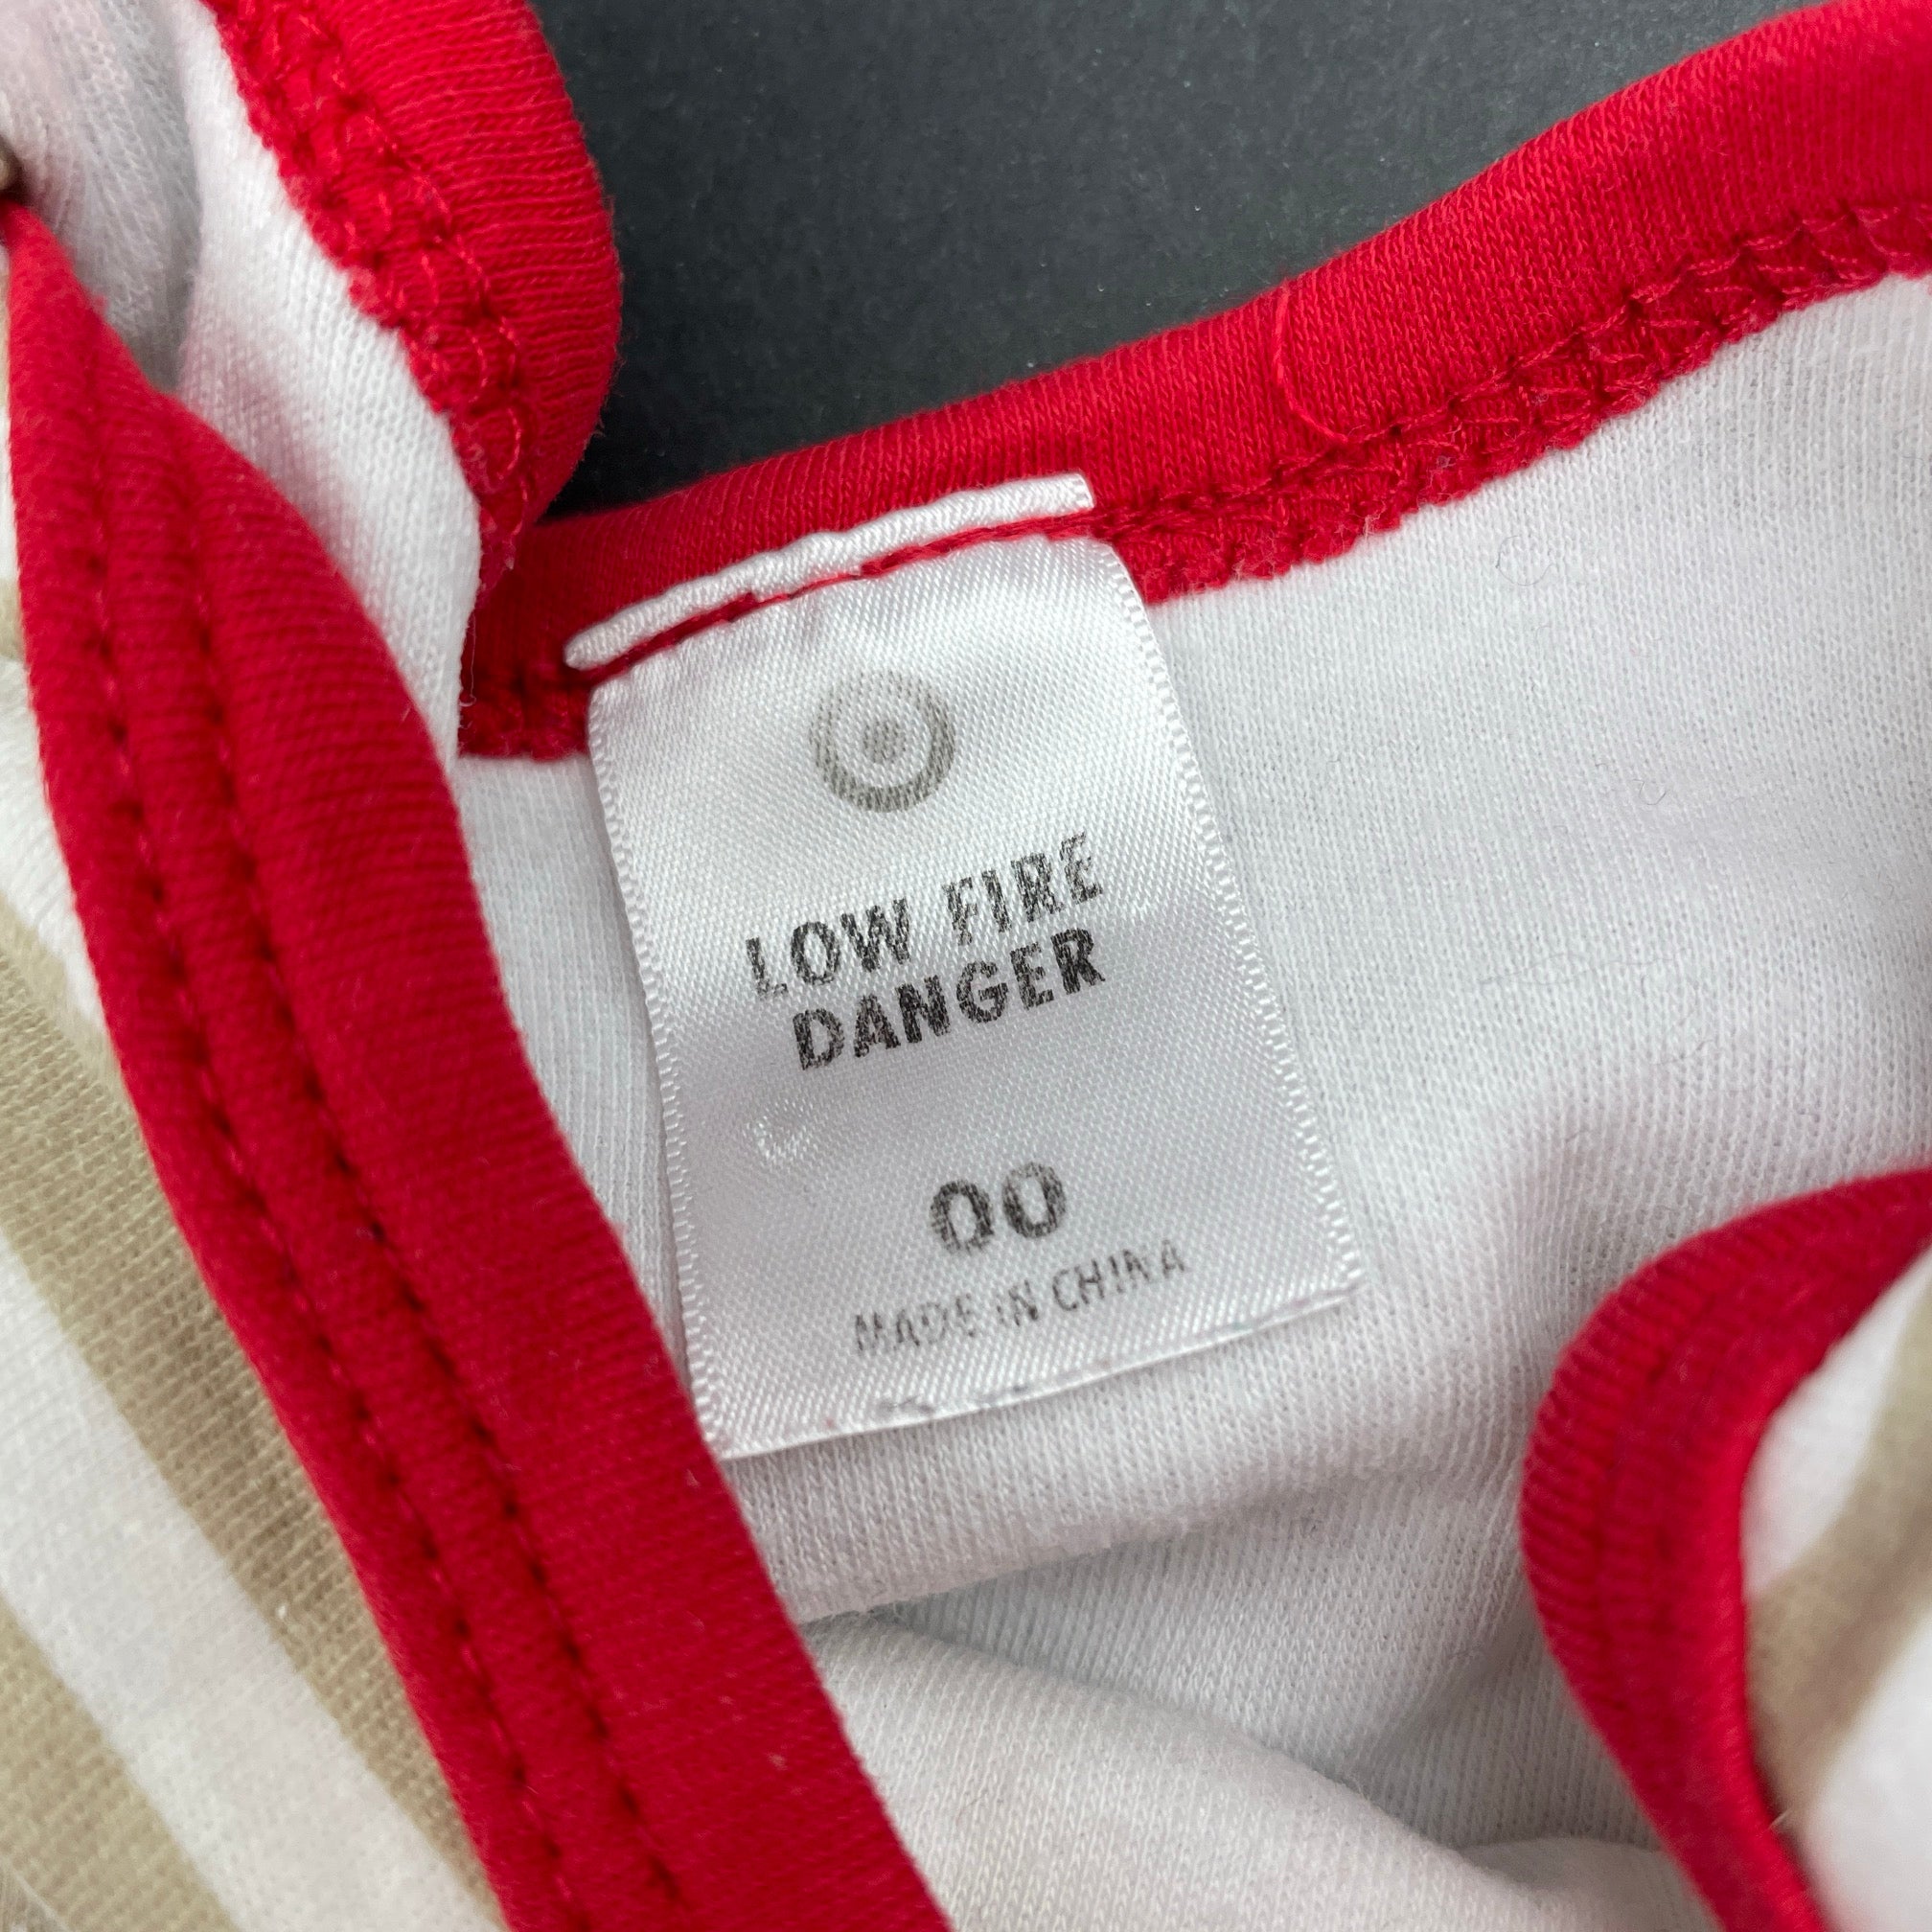 LOW FIRE
DANGER
00
MADE IN CHINA